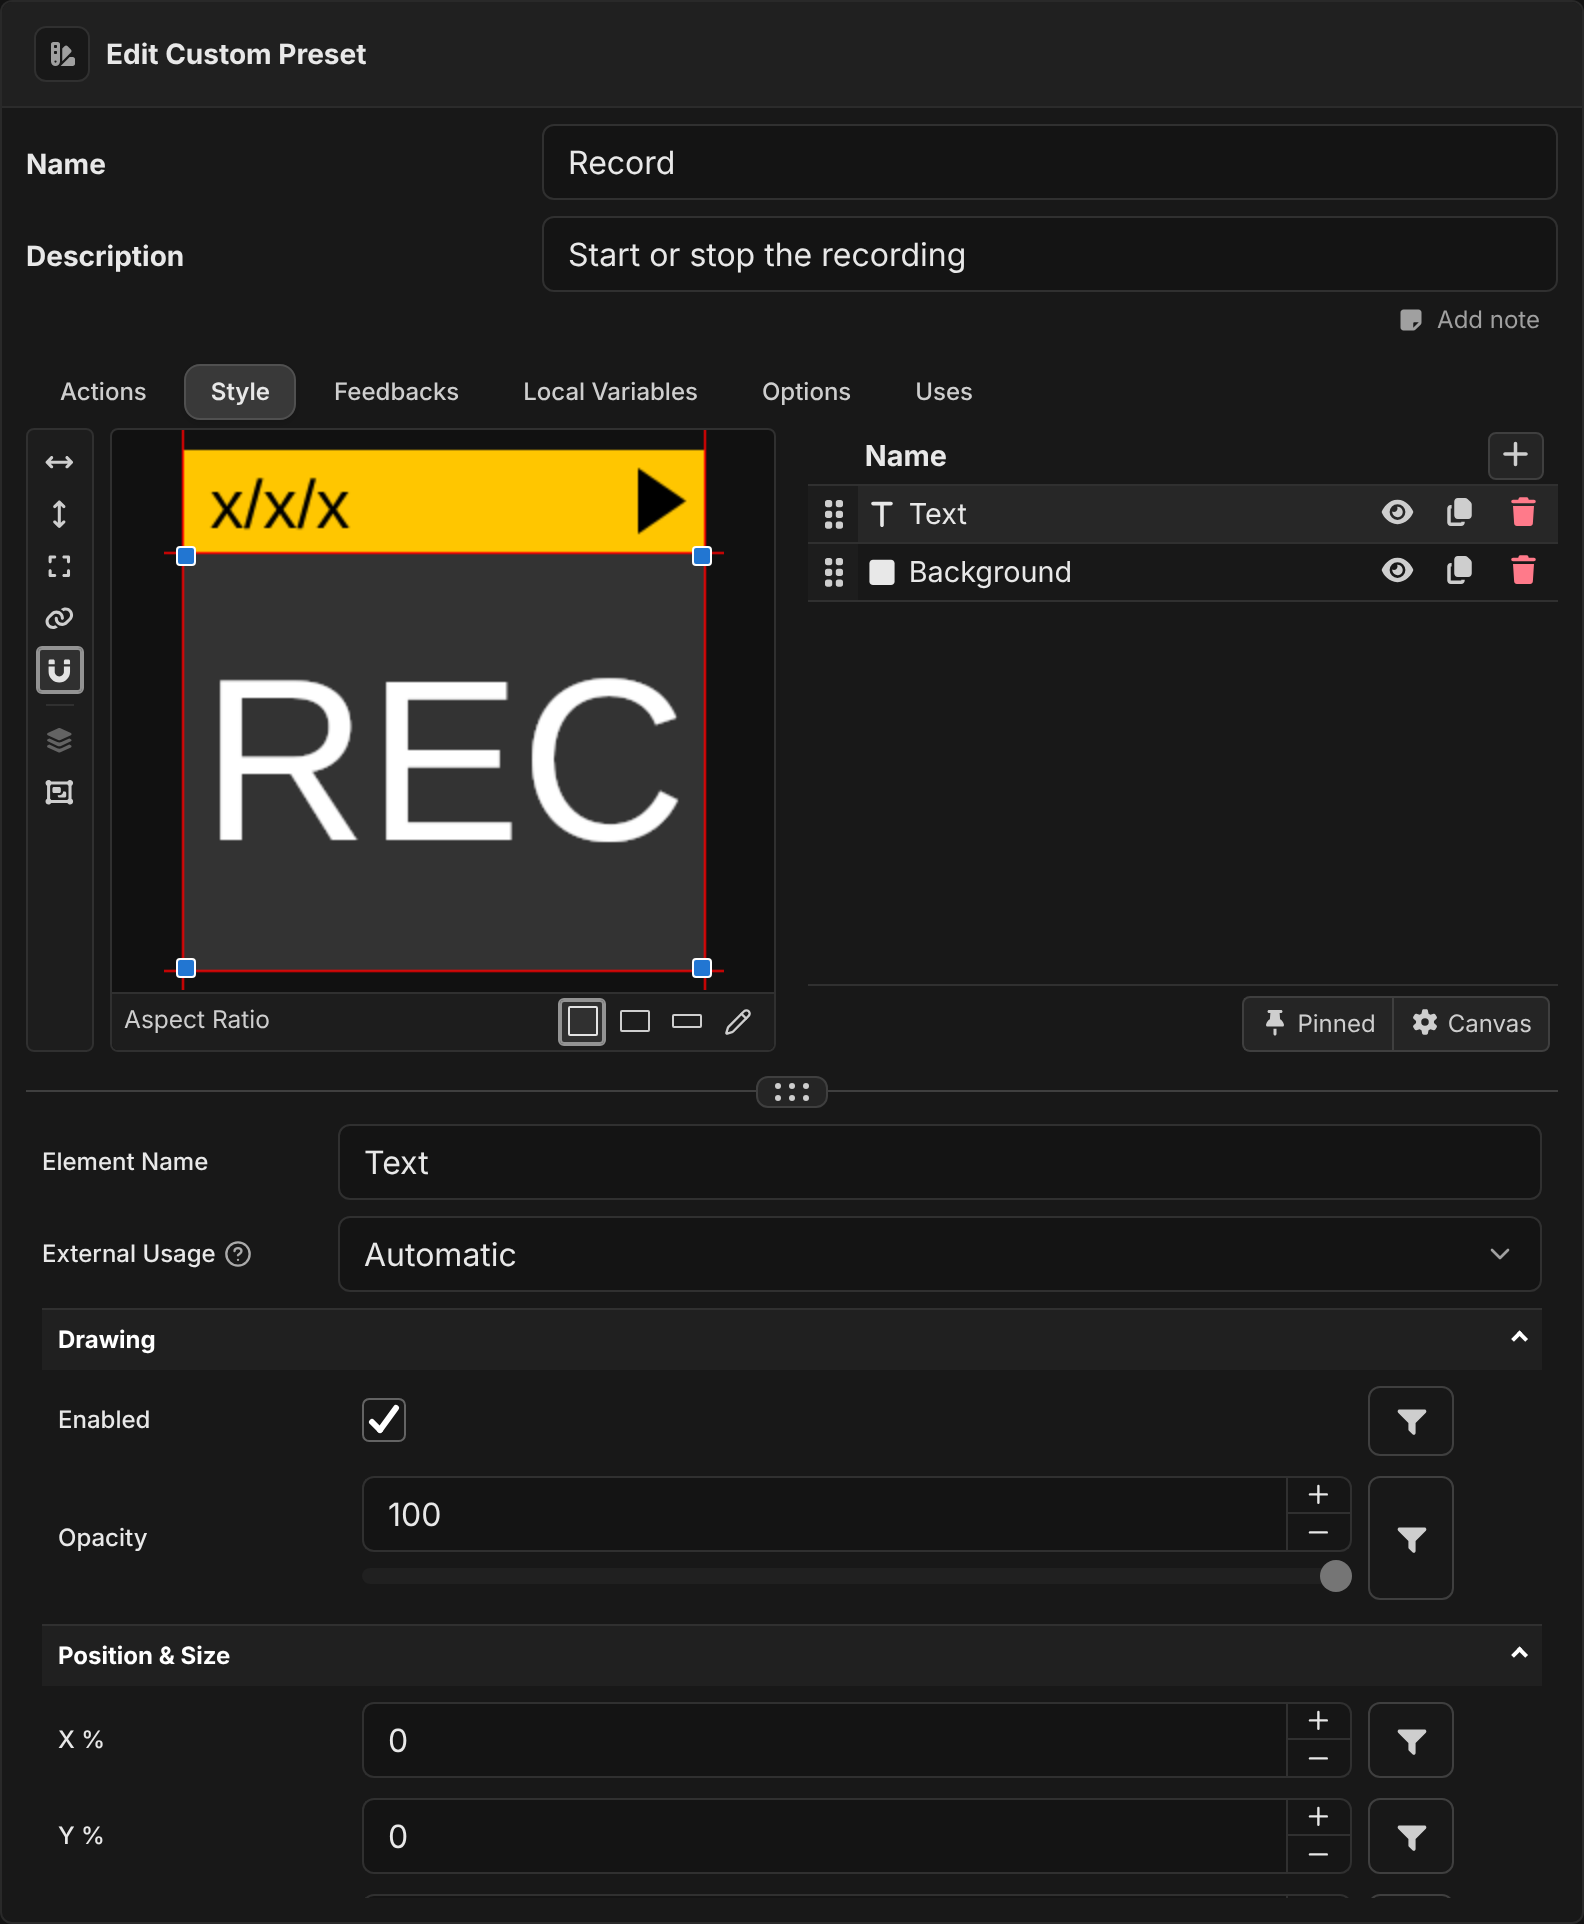 Edit Custom Preset
Name
Record
Description
Start or stop the recording
Add note
Actions
Style
Feedbacks
Local Variables
Options
Uses
x/x/x
REC
Aspect Ratio
Name
Text
Background
Pinned
Canvas
Element Name
Text
External Usage
Automatic
Drawing
Enabled
Opacity
100
Position & Size
X %
0
Y %
0